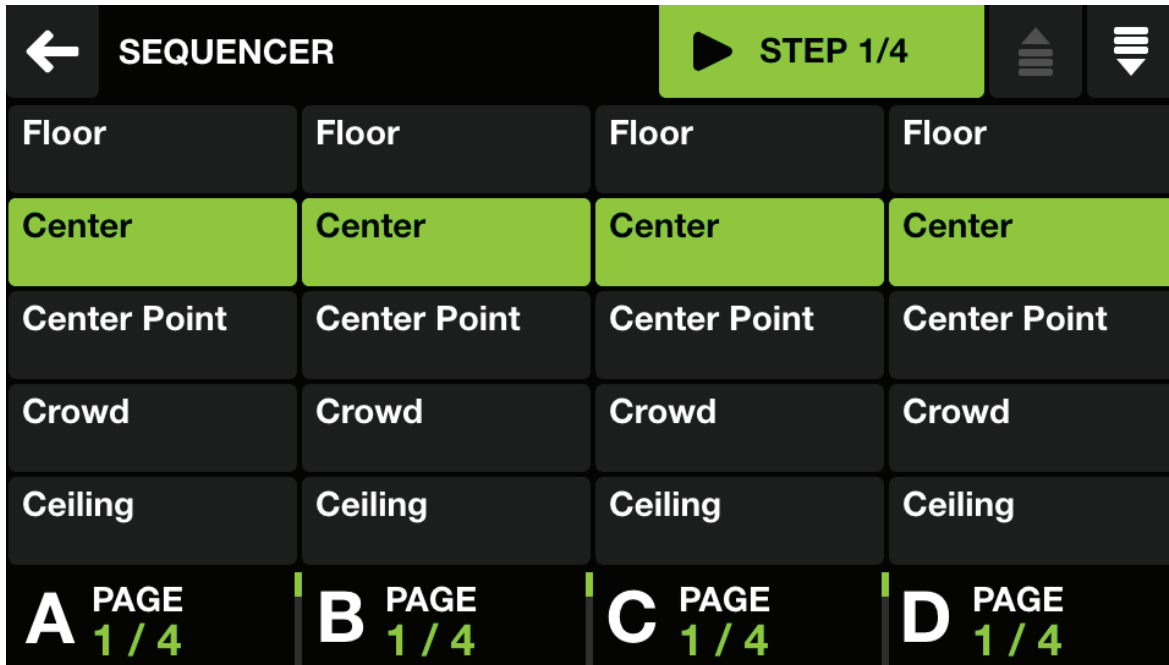 SEQUENCER STEP 1/4
Floor Floor Floor Floor
Center Center Center Center
Center Point Center Point Center Point Center Point
Crowd Crowd Crowd Crowd
Ceiling Ceiling Ceiling Ceiling
A PAGE 1 / 4 B PAGE 1 / 4 C PAGE 1 / 4 D PAGE 1 / 4